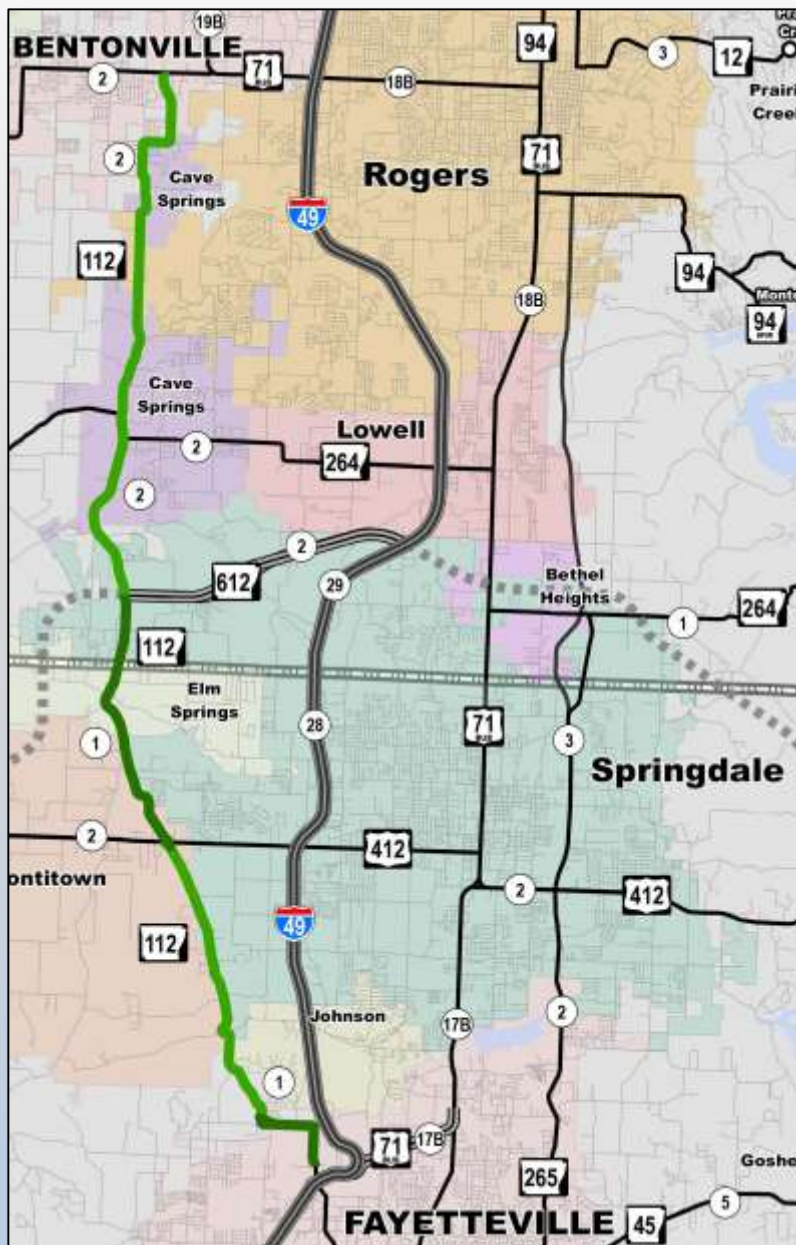 19B
BENTONVILLE
94
3
12
2
71
18B
Prairi
Creek
2
71
Cave
Springs
Rogers
49
112
94
18B
94
Cave
Springs
Lowell
2
264
2
2
612
29
Bethel
Heights
264
1
112
Elm
Springs
28
71
1
3
Springdale
2
412
ontitown
2
412
112
49
Johnson
17B
2
1
71
17B
265
Goshe
FAYETTEVILLE
45
5